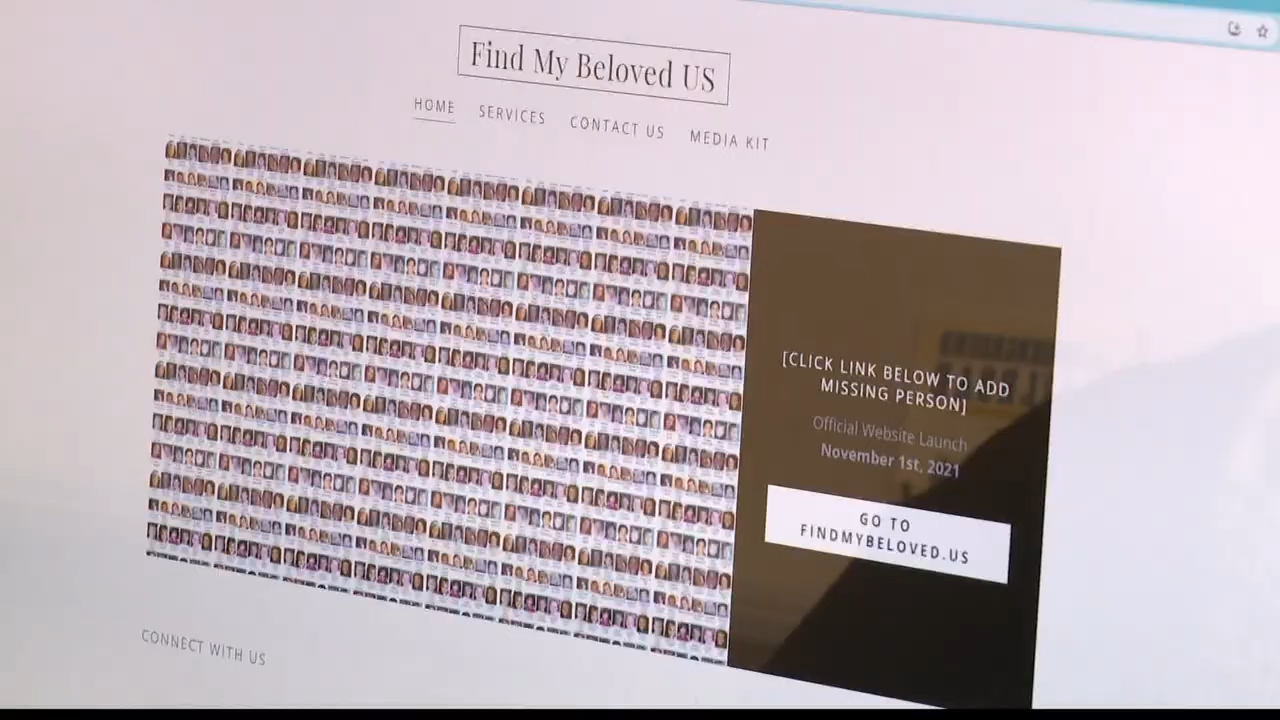 Find My Beloved US
HOME SERVICES CONTACT US MEDIA KIT
[CLICK LINK BELOW TO ADD
MISSING PERSON]
Official Website Launch
November 1st, 2021
GO TO
FINDMYBELOVED.US
CONNECT WITH US